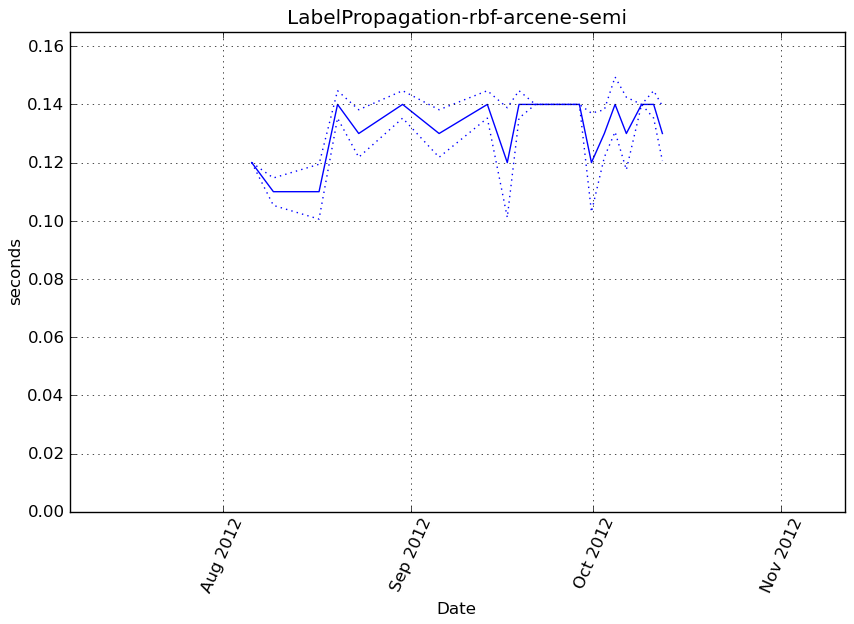 LabelPropagation-rbf-arcene-semi
0.16
0.14
0.12
0.10
0.08
0.06
0.04
0.02
0.00
seconds
Aug 2012
Sep 2012
Oct 2012
Nov 2012
Date